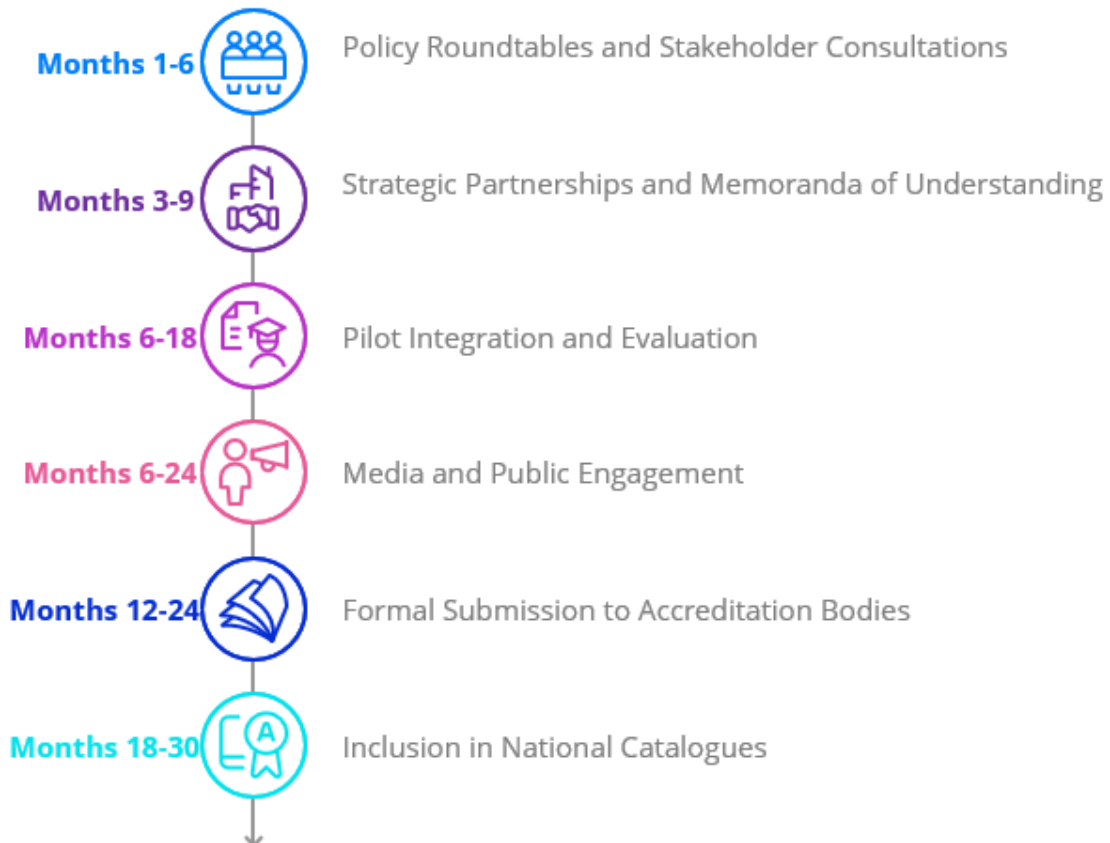 Months 1-6 Policy Roundtables and Stakeholder Consultations
Months 3-9 Strategic Partnerships and Memoranda of Understanding
Months 6-18 Pilot Integration and Evaluation
Months 6-24 Media and Public Engagement
Months 12-24 Formal Submission to Accreditation Bodies
Months 18-30 A Inclusion in National Catalogues